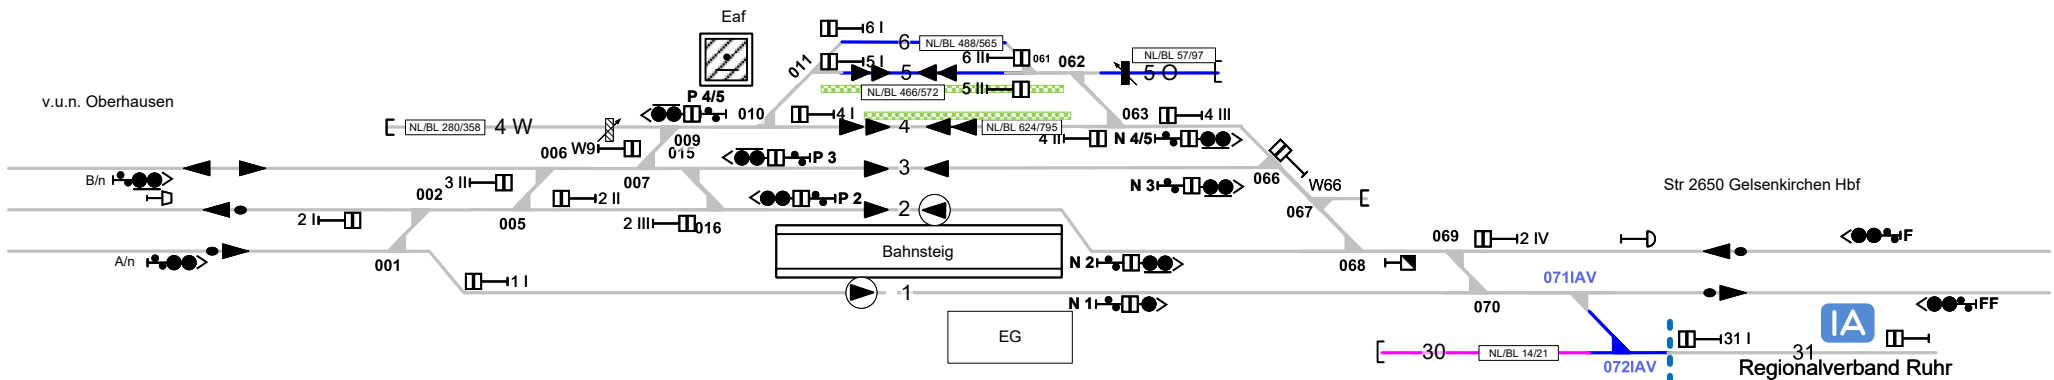 Eaf
6 I
6
NL/BL 488/565
6 II
061
062
NL/BL 57/97
011
5 I
5
5 O
NL/BL 466/572
5 II
v.u.n. Oberhausen
P 4/5
010
4 I
063
4 III
NL/BL 280/358
4 W
4
NL/BL 624/795
4 II
N 4/5
009
006
W9
015
P 3
3
066
W66
B/n
002
3 II
007
N 3
Str 2650 Gelsenkirchen Hbf
2 I
005
2 II
P 2
2
067
2 III
016
069
2 IV
F
Bahnsteig
A/n
001
N 2
068
071IAV
1 I
1
N 1
070
FF
EG
IA
30
NL/BL 14/21
31 I
31
072IAV
Regionalverband Ruhr